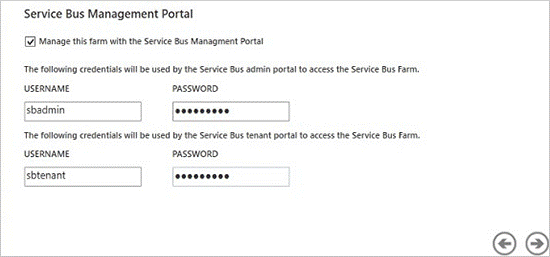 Service Bus Management Portal
Manage this farm with the Service Bus Managment Portal
The following credentials will be used by the Service Bus admin portal to access the Service Bus Farm.
USERNAME PASSWORD
sbadmin ●●●●●●●●●
The following credentials will be used by the Service Bus tenant portal to access the Service Bus Farm.
USERNAME PASSWORD
sbtenant ●●●●●●●●●